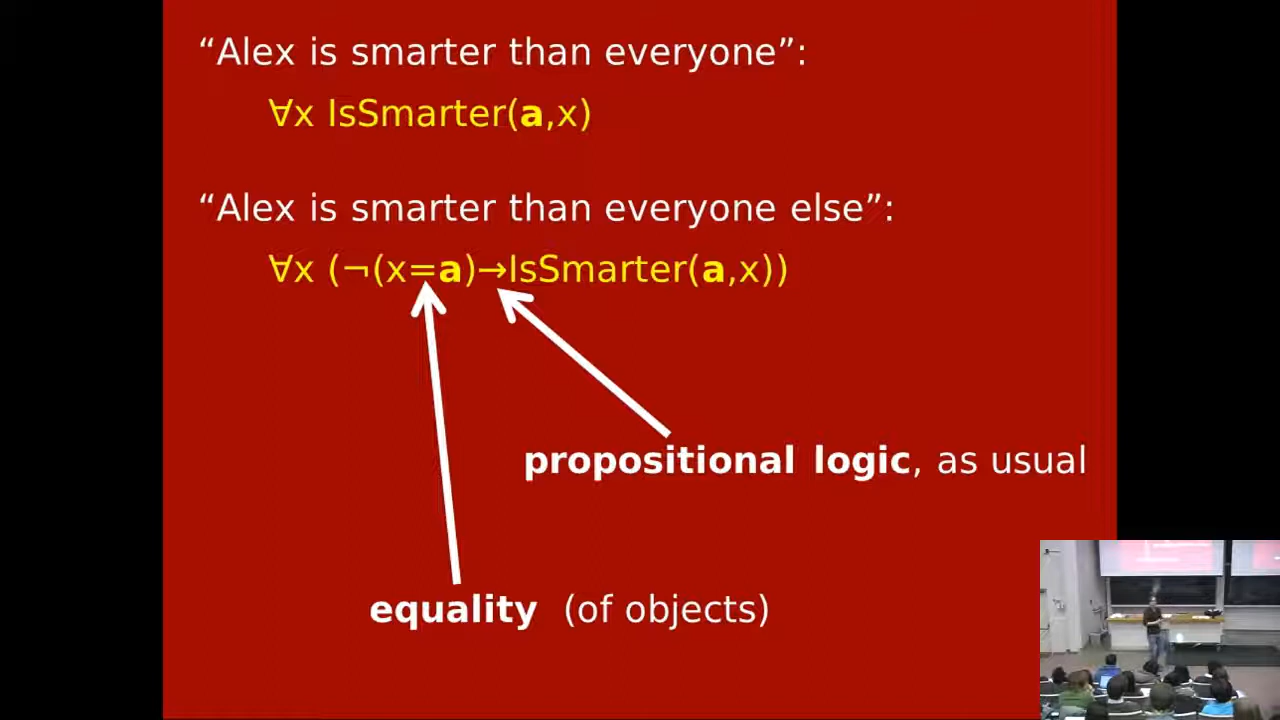 “Alex is smarter than everyone”:
∀x IsSmarter(a,x)
“Alex is smarter than everyone else”:
∀x (¬(x=a)→IsSmarter(a,x))
propositional logic, as usual
equality (of objects)